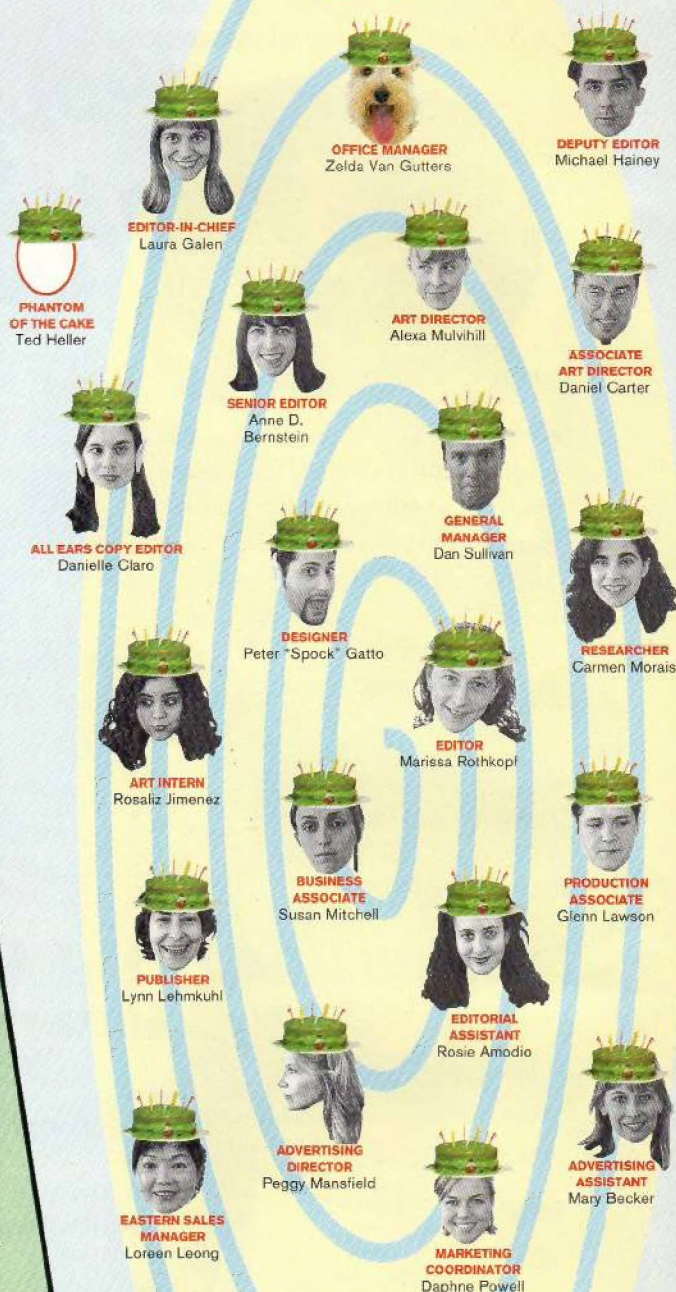 OFFICE MANAGER
Zelda Van Gutters
DEPUTY EDITOR
Michael Hainey
EDITOR-IN-CHIEF
Laura Galen
PHANTOM
OF THE CAKE
Ted Heller
ART DIRECTOR
Alexa Mulvihill
ASSOCIATE
ART DIRECTOR
Daniel Carter
SENIOR EDITOR
Anne D.
Bernstein
GENERAL
MANAGER
Dan Sullivan
ALL EARS COPY EDITOR
Danielle Claro
DESIGNER
Peter "Spock" Gatto
RESEARCHER
Carmen Morais
EDITOR
Marissa Rothkopf
ART INTERN
Rosaliz Jimenez
BUSINESS
ASSOCIATE
Susan Mitchell
PRODUCTION
ASSOCIATE
Glenn Lawson
PUBLISHER
Lynn Lehmkuhl
EDITORIAL
ASSISTANT
Rosie Amodio
ADVERTISING
DIRECTOR
Peggy Mansfield
ADVERTISING
ASSISTANT
Mary Becker
EASTERN SALES
MANAGER
Loreen Leong
MARKETING
COORDINATOR
Daphne Powell